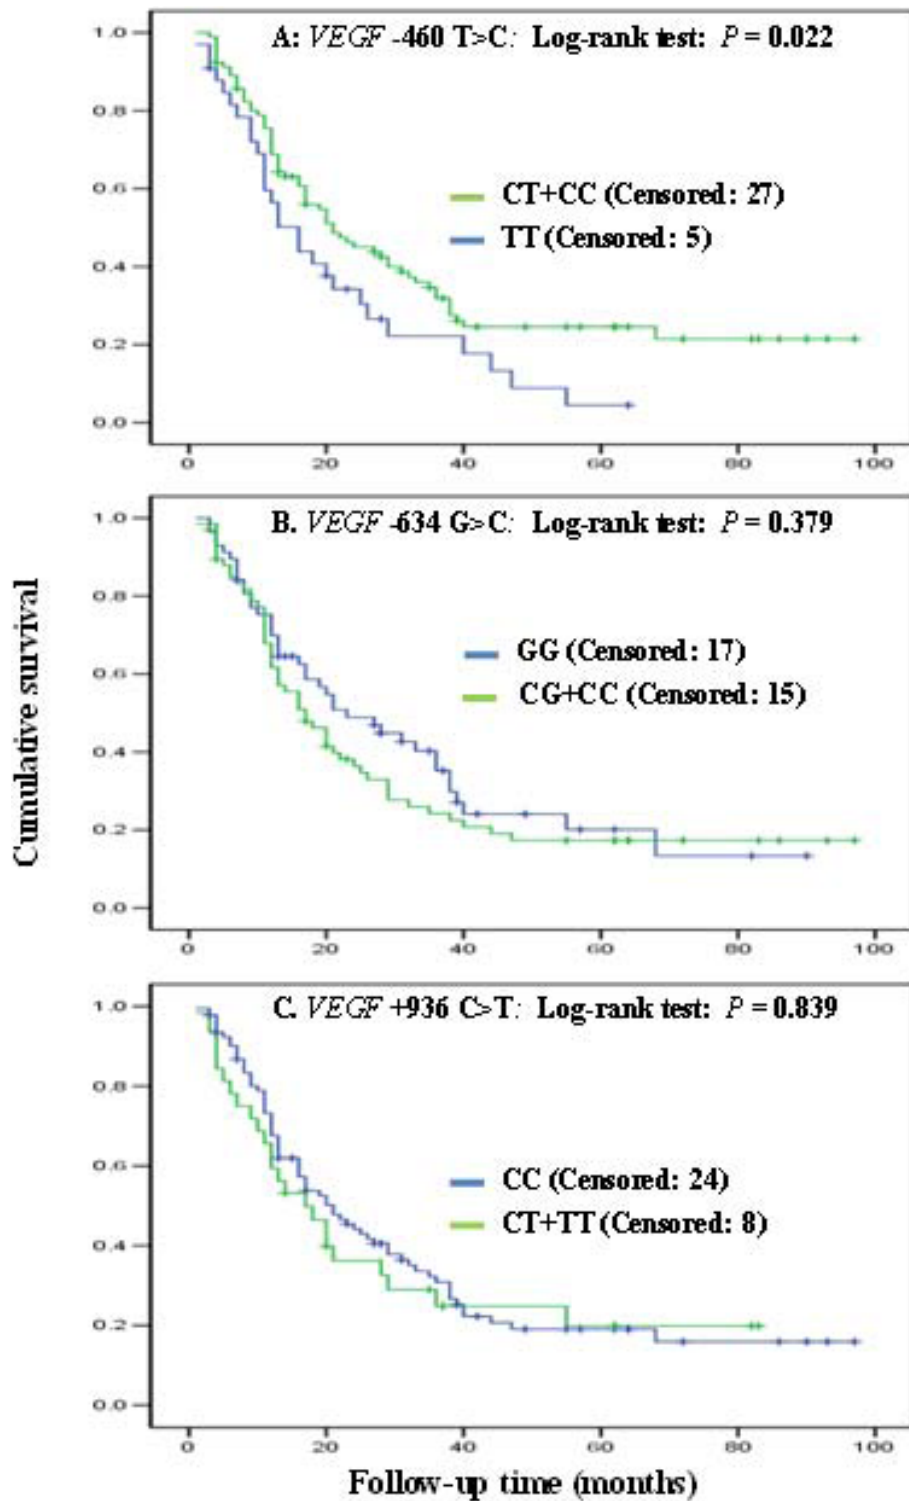 A: VEGF -460 T>C: Log-rank test: P = 0.022
1.0
0.8
0.6
0.4
0.2
0.0
CT+CC (Censored: 27)
TT (Censored: 5)
0 20 40 60 80 100
B. VEGF -634 G>C: Log-rank test: P = 0.379
1.0
0.8
0.6
0.4
0.2
0.0
GG (Censored: 17)
CG+CC (Censored: 15)
0 20 40 60 80 100
Cumulative survival
C. VEGF +936 C>T: Log-rank test: P = 0.839
1.0
0.8
0.6
0.4
0.2
0.0
CC (Censored: 24)
CT+TT (Censored: 8)
0 20 40 60 80 100
Follow-up time (months)